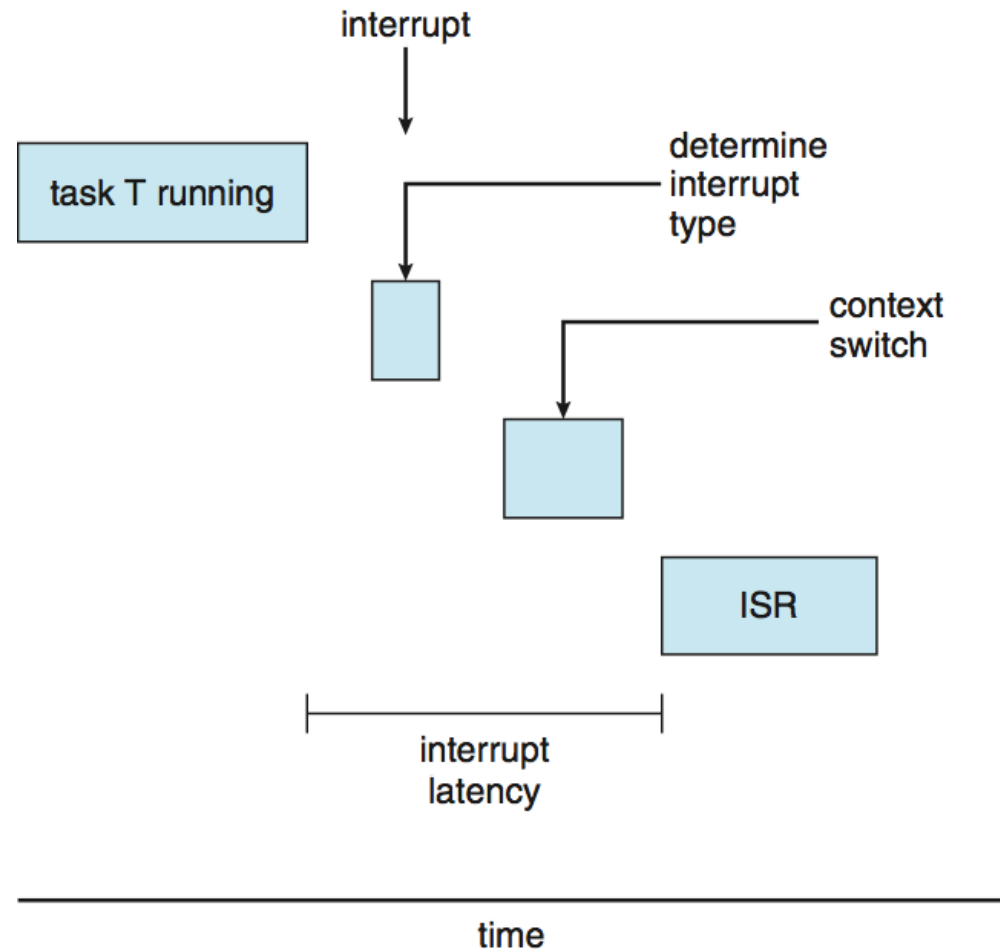 interrupt
task T running
determine
interrupt
type
context
switch
ISR
interrupt
latency
time